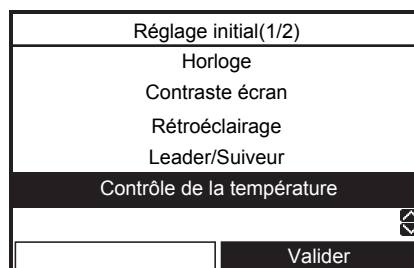 Réglage initial(1/2)
Horloge
Contraste écran
Rétroéclairage
Leader/Suiveur
Contrôle de la température
Valider